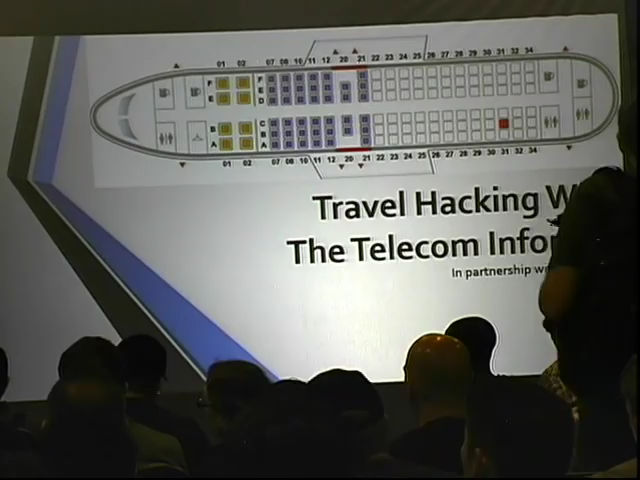 01 02 07 08 10 11 12 20 21 22 23 24 25 26 27 28 29 30 31 32 34
F F
E D
B C
A A
01 02 07 08 10 11 12 20 21 22 23 24 25 26 27 28 29 30 31 32 34
Travel Hacking W
The Telecom Infor
In partnership w